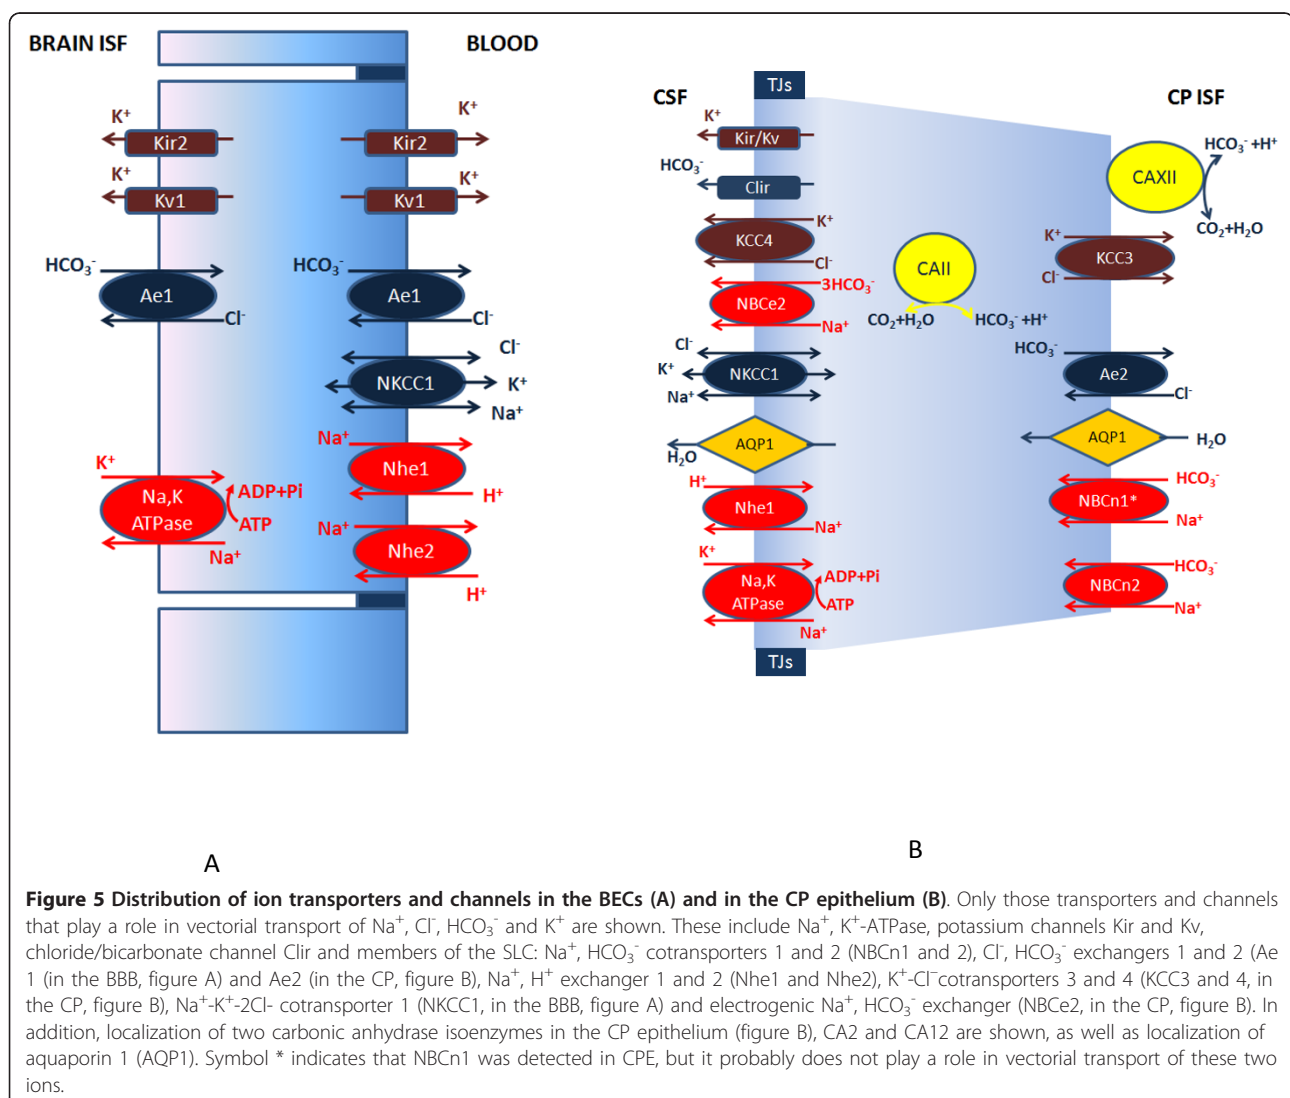 BRAIN ISF
BLOOD
K⁺
K⁺
Kir2
Kir2
K⁺
K⁺
Kv1
Kv1
HCO₃⁻
HCO₃⁻
Ae1
Ae1
Cl⁻
Cl⁻
Cl⁻
NKCC1
K⁺
Na⁺
Na⁺
Nhe1
H⁺
K⁺
Na,K
ATPase
ADP+Pi
ATP
Na⁺
Na⁺
Nhe2
H⁺
A
TJs
CSF
CP ISF
K⁺
Kir/Kv
HCO₃⁻
Clir
K⁺
KCC4
Cl⁻
3HCO₃⁻
NBCe2
Na⁺
Cl⁻
K⁺
NKCC1
Na⁺
AQP1
H₂O
H⁺
Nhe1
Na⁺
K⁺
Na,K
ATPase
ADP+Pi
ATP
Na⁺
TJs
CAII
CO₂+H₂O
HCO₃⁻+H⁺
HCO₃⁻+H⁺
CAXII
CO₂+H₂O
K⁺
KCC3
Cl⁻
HCO₃⁻
Ae2
Cl⁻
AQP1
H₂O
HCO₃⁻
NBCn1*
Na⁺
HCO₃⁻
NBCn2
Na⁺
B
Figure 5 Distribution of ion transporters and channels in the BECs (A) and in the CP epithelium (B). Only those transporters and channels
that play a role in vectorial transport of Na⁺, Cl⁻, HCO₃⁻ and K⁺ are shown. These include Na⁺, K⁺-ATPase, potassium channels Kir and Kv,
chloride/bicarbonate channel Clir and members of the SLC: Na⁺, HCO₃⁻ cotransporters 1 and 2 (NBCn1 and 2), Cl⁻, HCO₃⁻ exchangers 1 and 2 (Ae
1 (in the BBB, figure A) and Ae2 (in the CP, figure B), Na⁺, H⁺ exchanger 1 and 2 (Nhe1 and Nhe2), K⁺-Cl⁻cotransporters 3 and 4 (KCC3 and 4, in
the CP, figure B), Na⁺-K⁺-2Cl- cotransporter 1 (NKCC1, in the BBB, figure A) and electrogenic Na⁺, HCO₃⁻ exchanger (NBCe2, in the CP, figure B). In
addition, localization of two carbonic anhydrase isoenzymes in the CP epithelium (figure B), CA2 and CA12 are shown, as well as localization of
aquaporin 1 (AQP1). Symbol * indicates that NBCn1 was detected in CPE, but it probably does not play a role in vectorial transport of these two
ions.